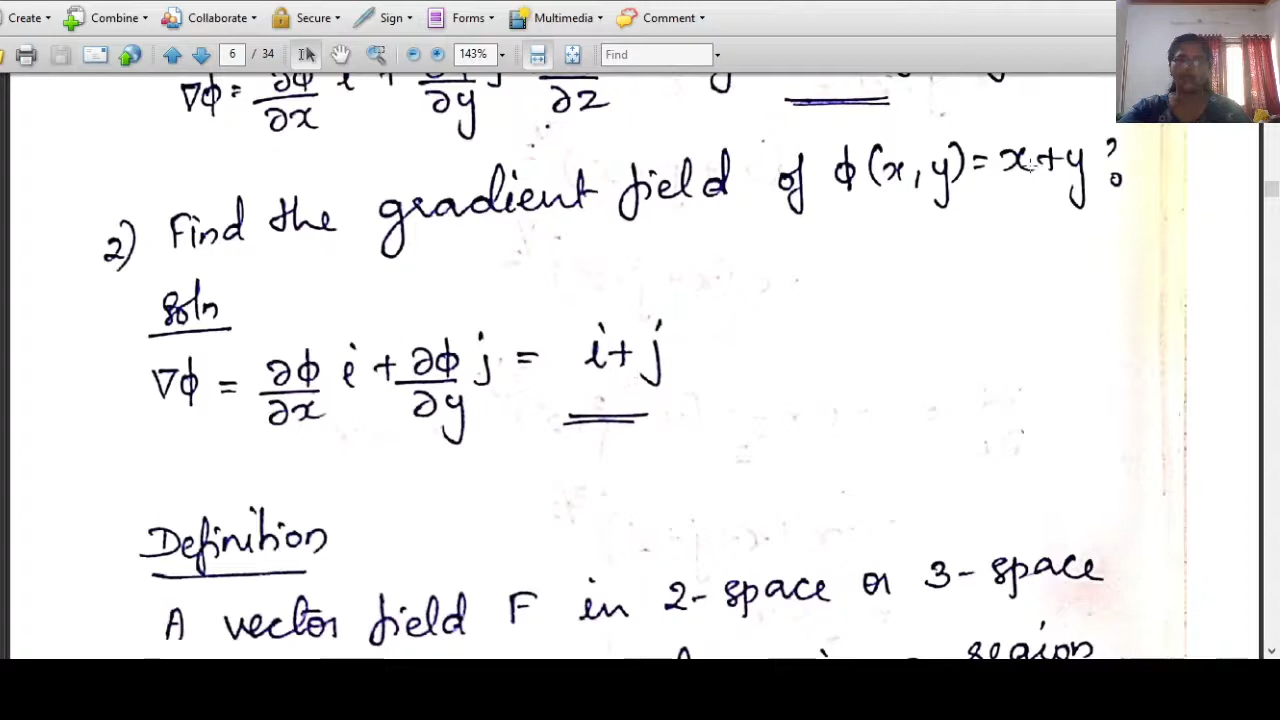 Create Combine Collaborate Secure Sign Forms Multimedia Comment
6 / 34 143% Find
∇φ = ∂φ/∂x i + ∂φ/∂y j ∂z
2) Find the gradient field of φ(x, y) = x+y ?
Soln
∇φ = ∂φ/∂x i + ∂φ/∂y j = i + j
Definition
A vector field F in 2-space or 3-space
region